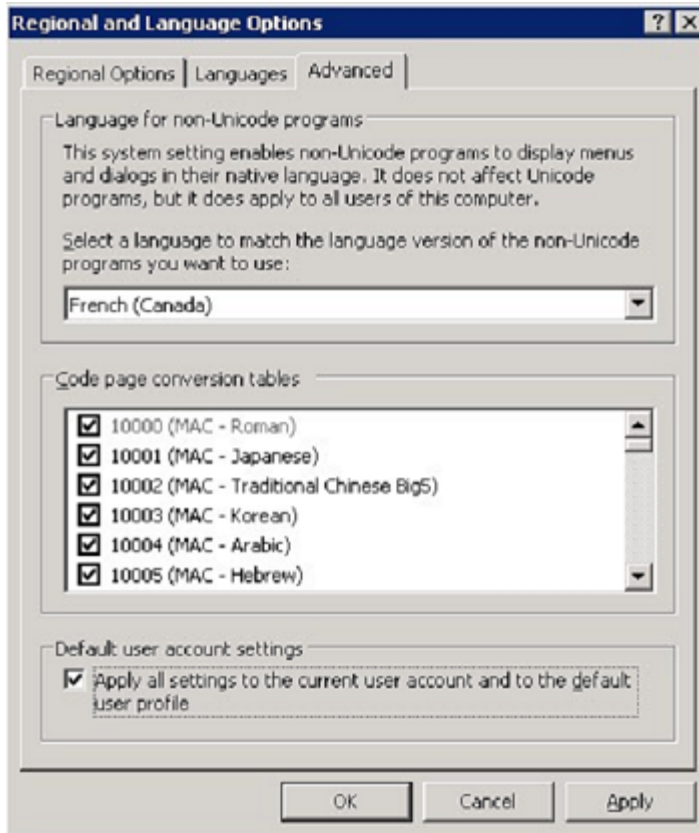 Regional and Language Options
Regional Options
Languages
Advanced
Language for non-Unicode programs
This system setting enables non-Unicode programs to display menus
and dialogs in their native language. It does not affect Unicode
programs, but it does apply to all users of this computer.
Select a language to match the language version of the non-Unicode
programs you want to use:
French (Canada)
Code page conversion tables
10000 (MAC - Roman)
10001 (MAC - Japanese)
10002 (MAC - Traditional Chinese Big5)
10003 (MAC - Korean)
10004 (MAC - Arabic)
10005 (MAC - Hebrew)
Default user account settings
Apply all settings to the current user account and to the default
user profile
OK
Cancel
Apply